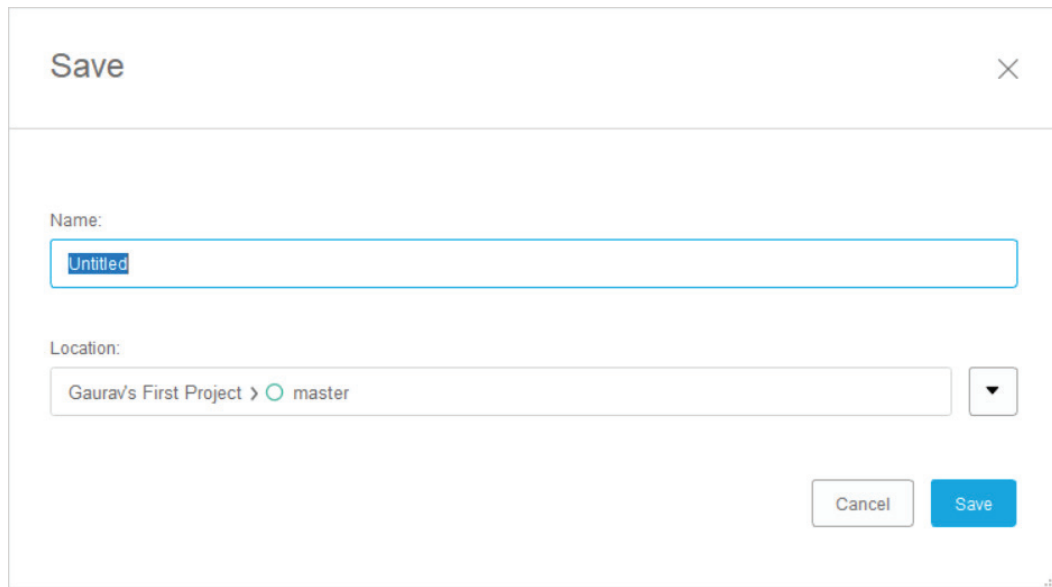 Save
Name:
Untitled
Location:
Gaurav's First Project > master
Cancel
Save